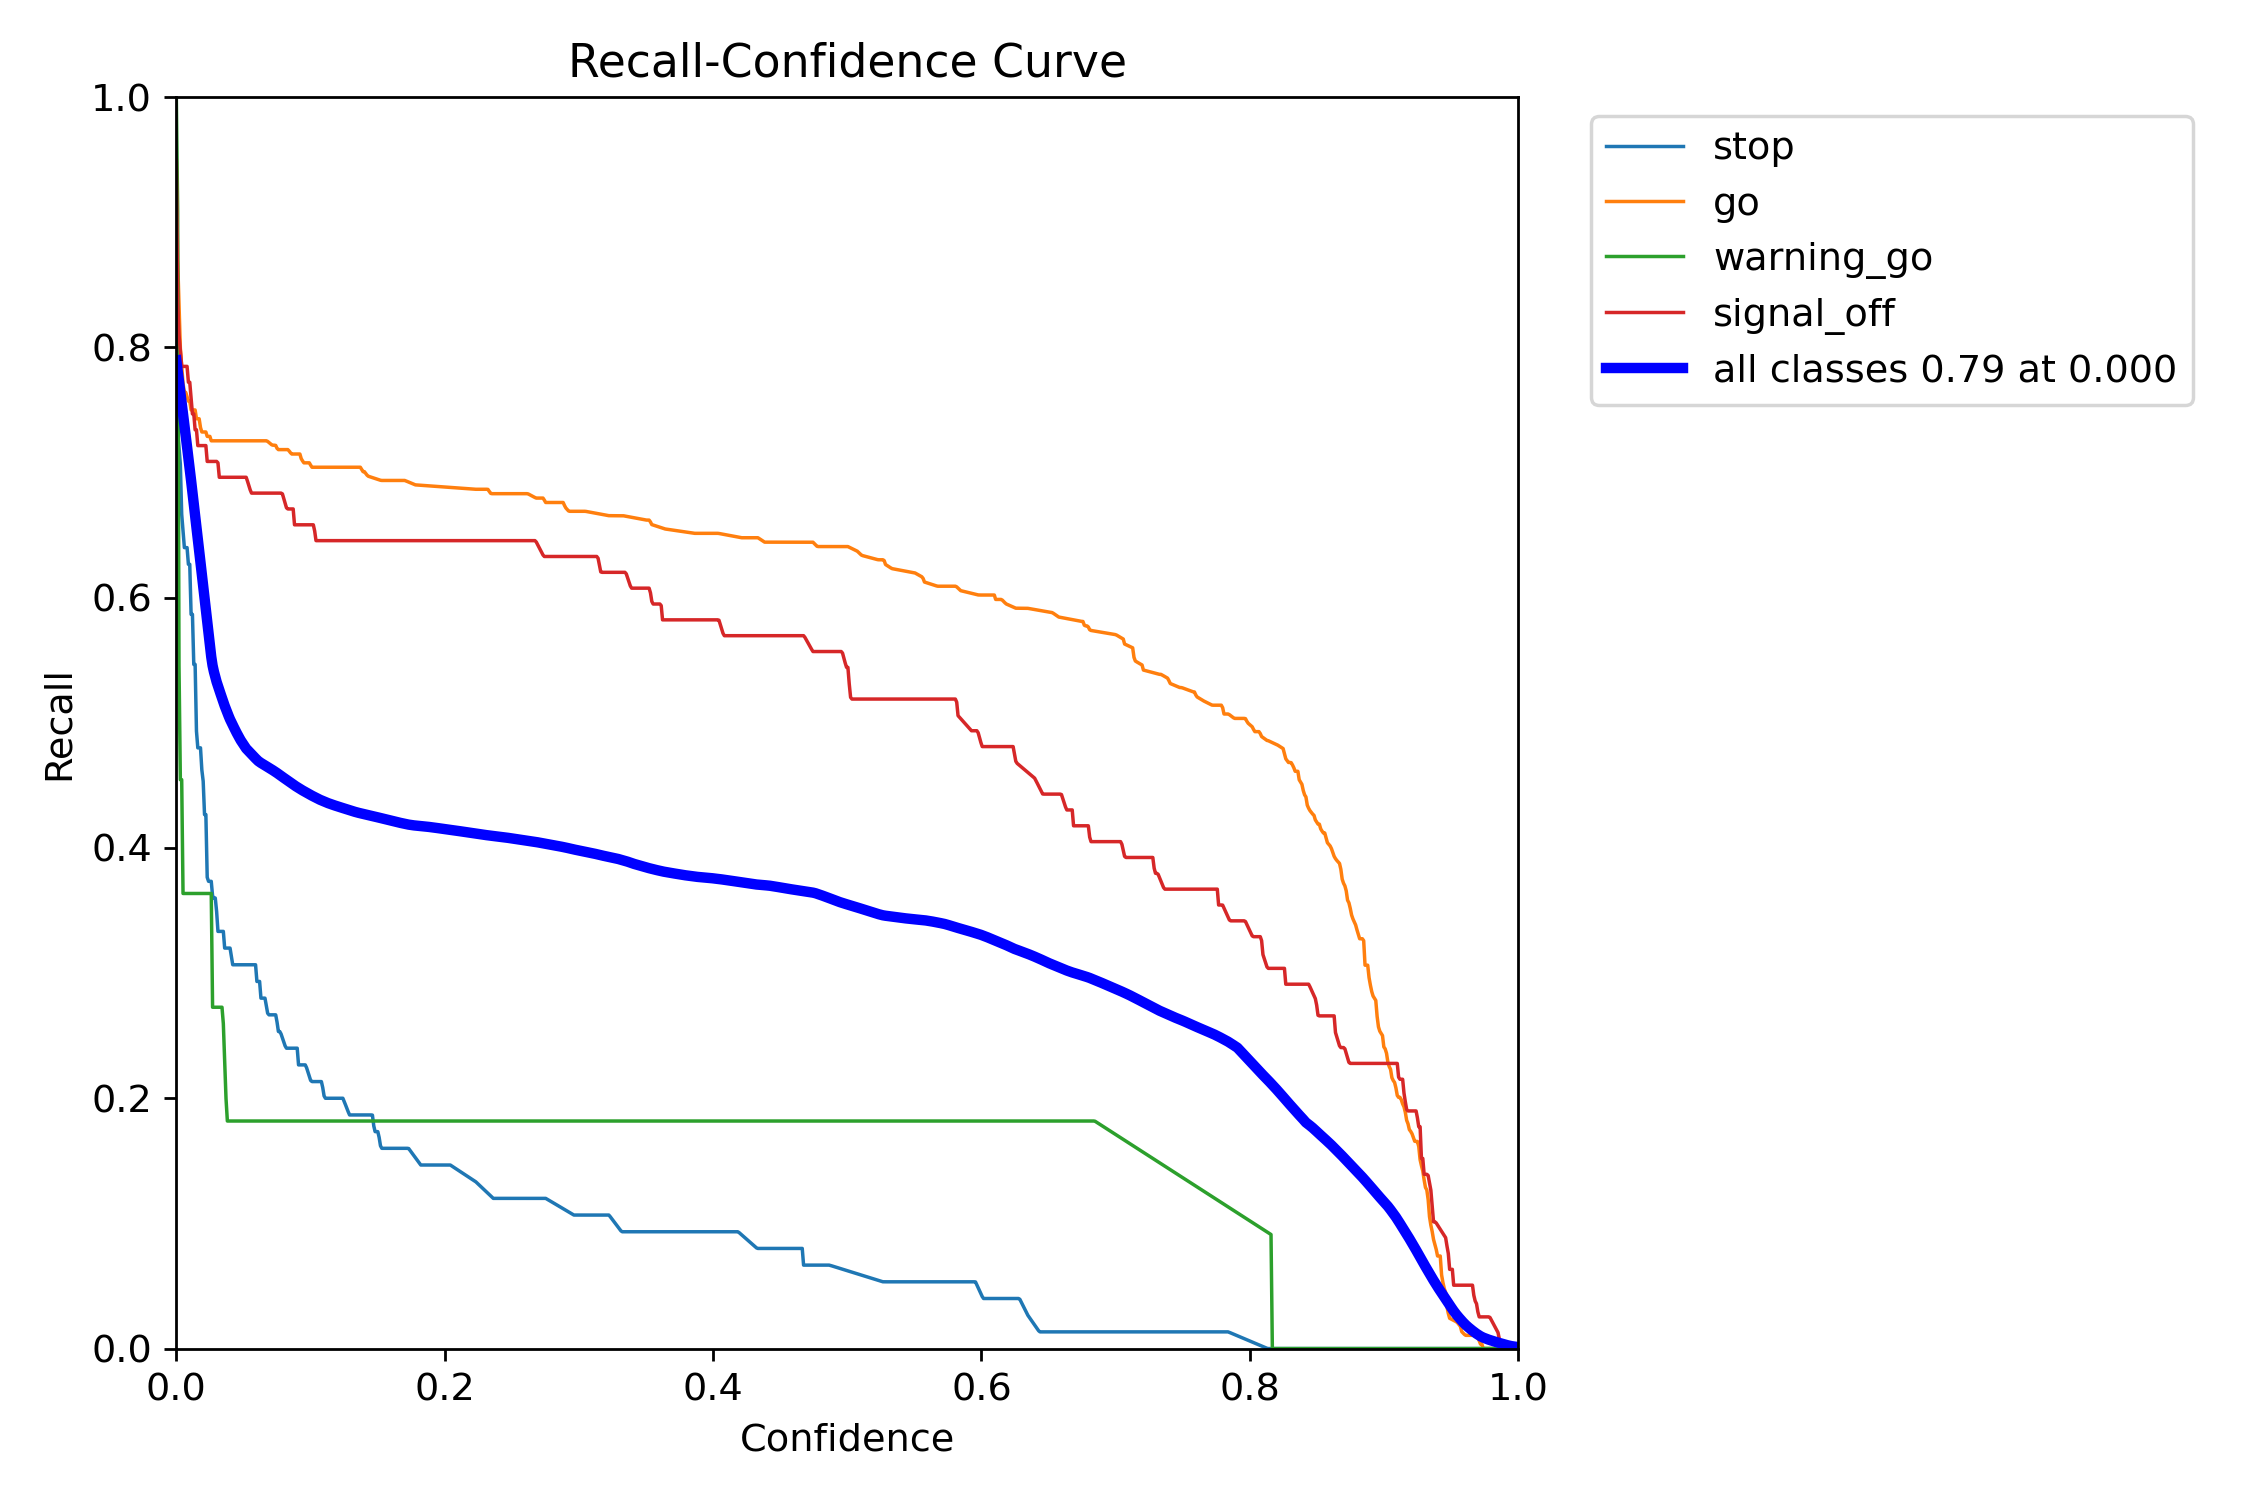 Recall-Confidence Curve
1.0
0.8
0.6
0.4
0.2
0.0
Recall
0.0 0.2 0.4 0.6 0.8 1.0
Confidence
stop
go
warning_go
signal_off
all classes 0.79 at 0.000